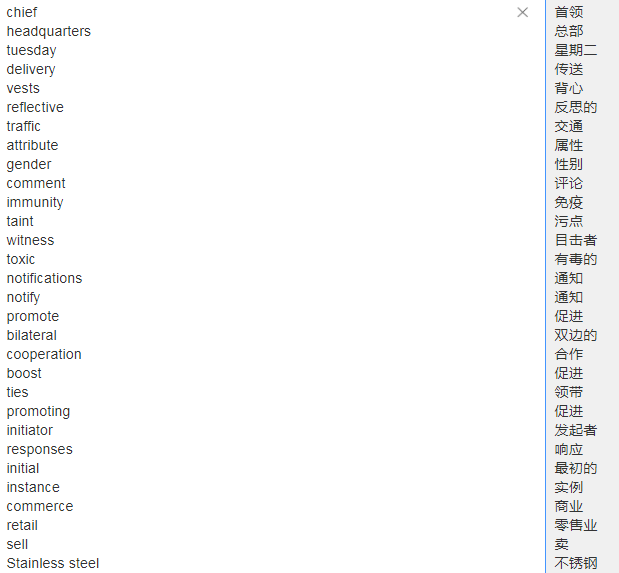 chief
headquarters
tuesday
delivery
vests
reflective
traffic
attribute
gender
comment
immunity
taint
witness
toxic
notifications
notify
promote
bilateral
cooperation
boost
ties
promoting
initiator
responses
initial
instance
commerce
retail
sell
Stainless steel
首领
总部
星期二
传送
背心
反思的
交通
属性
性别
评论
免疫
污点
目击者
有毒的
通知
通知
促进
双边的
合作
促进
领带
促进
发起者
响应
最初的
实例
商业
零售业
卖
不锈钢